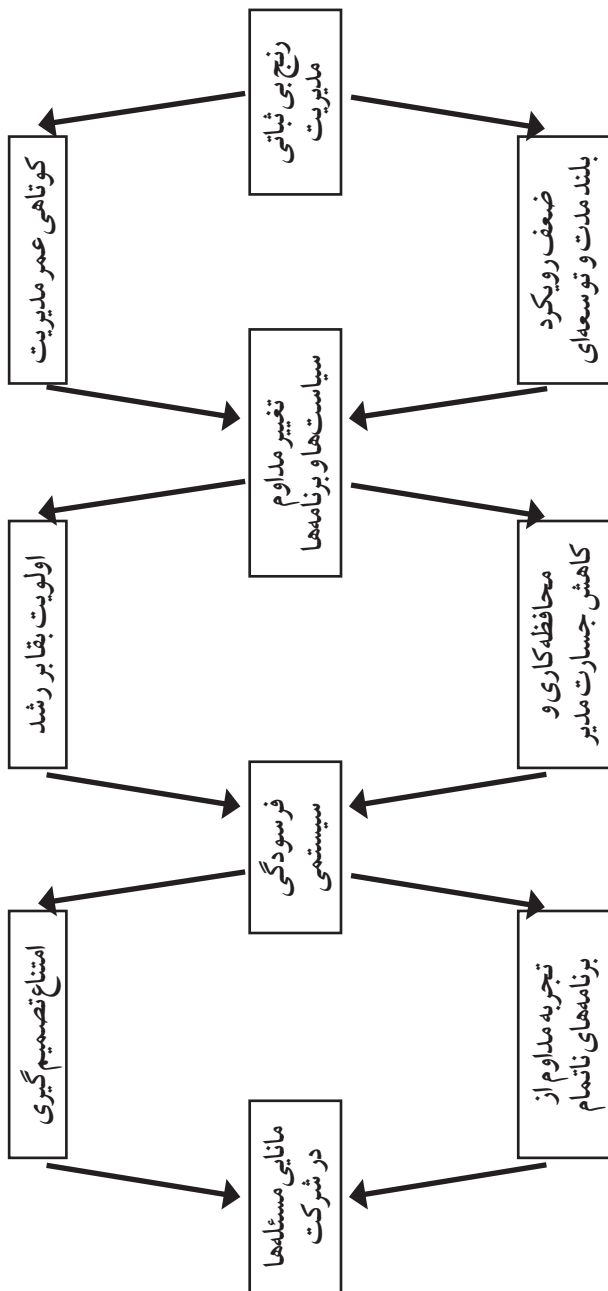 رنج بی ثباتی
مدیریت
کوتاهی عمر مدیریت
ضعف رویکرد
بلند مدت و توسعه‌ای
تغییر مداوم
سیاست‌ها و برنامه‌ها
اولویت بقا بر رشد
محافظه‌کاری و
کاهش جسارت مدیر
فرسودگی
سیستمی
امتناع تصمیم‌گیری
تجربه مداوم از
برنامه‌های ناتمام
مانایی مسئله‌ها
در شرکت